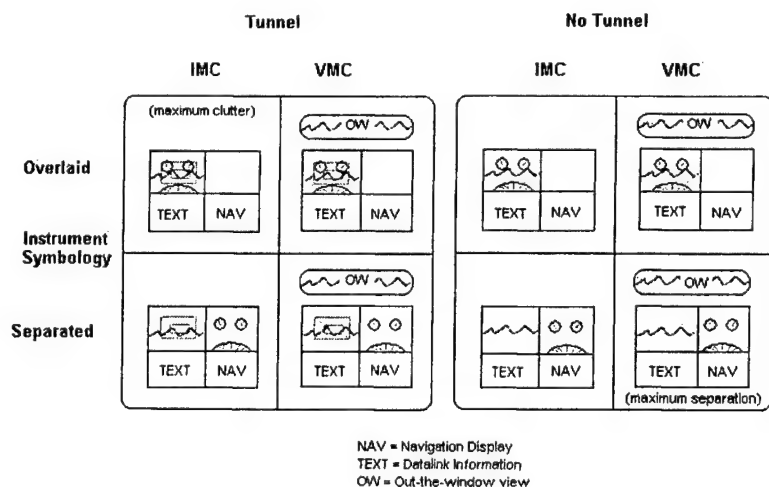 Tunnel No Tunnel
IMC VMC IMC VMC
(maximum clutter)
OW OW
Overlaid
TEXT NAV TEXT NAV TEXT NAV TEXT NAV
Instrument
Symbology
OW OW
Separated
TEXT NAV TEXT NAV TEXT NAV TEXT NAV
(maximum separation)
NAV = Navigation Display
TEXT = Datalink Information
OW = Out-the-window view